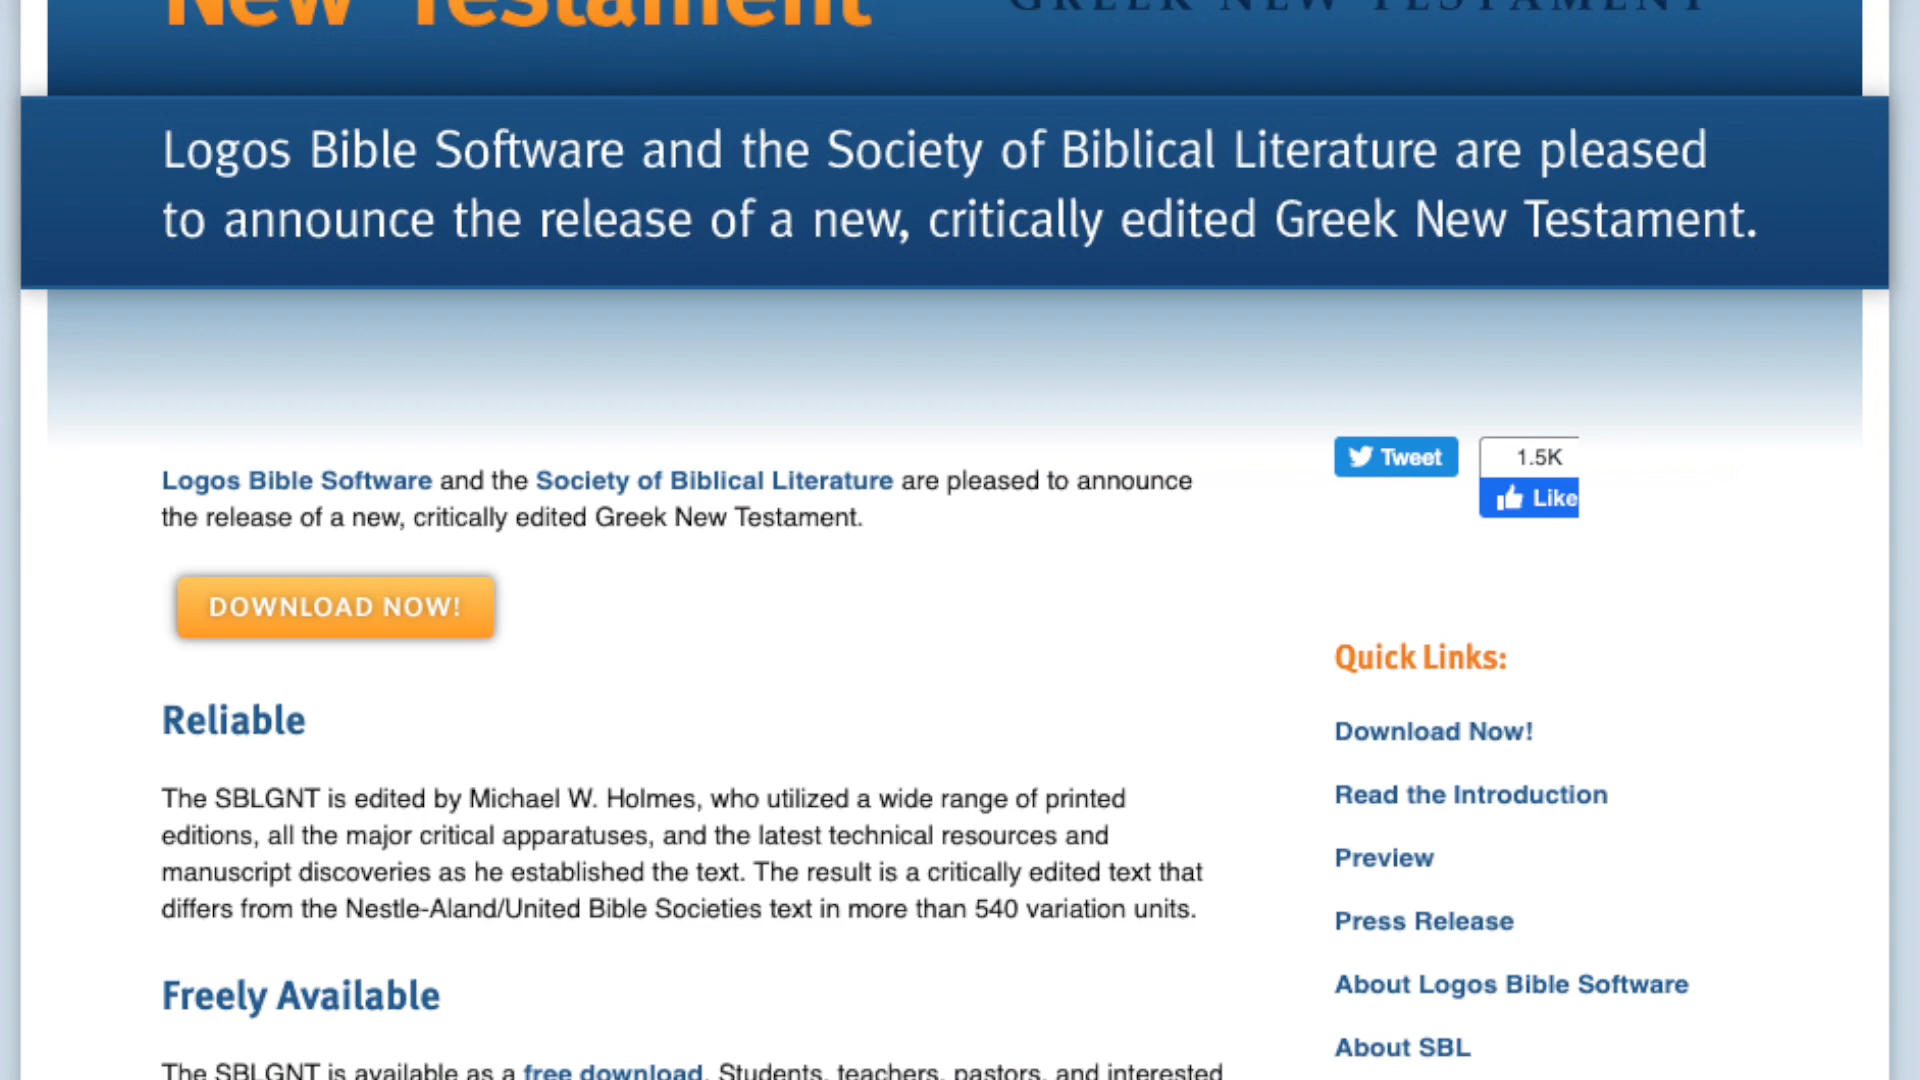 New Testament
GREEK NEW TESTAMENT
Logos Bible Software and the Society of Biblical Literature are pleased
to announce the release of a new, critically edited Greek New Testament.
Logos Bible Software and the Society of Biblical Literature are pleased to announce
the release of a new, critically edited Greek New Testament.
Tweet
1.5K
Like
DOWNLOAD NOW!
Reliable
The SBLGNT is edited by Michael W. Holmes, who utilized a wide range of printed
editions, all the major critical apparatuses, and the latest technical resources and
manuscript discoveries as he established the text. The result is a critically edited text that
differs from the Nestle-Aland/United Bible Societies text in more than 540 variation units.
Freely Available
The SBLGNT is available as a free download. Students, teachers, pastors, and interested
Quick Links:
Download Now!
Read the Introduction
Preview
Press Release
About Logos Bible Software
About SBL